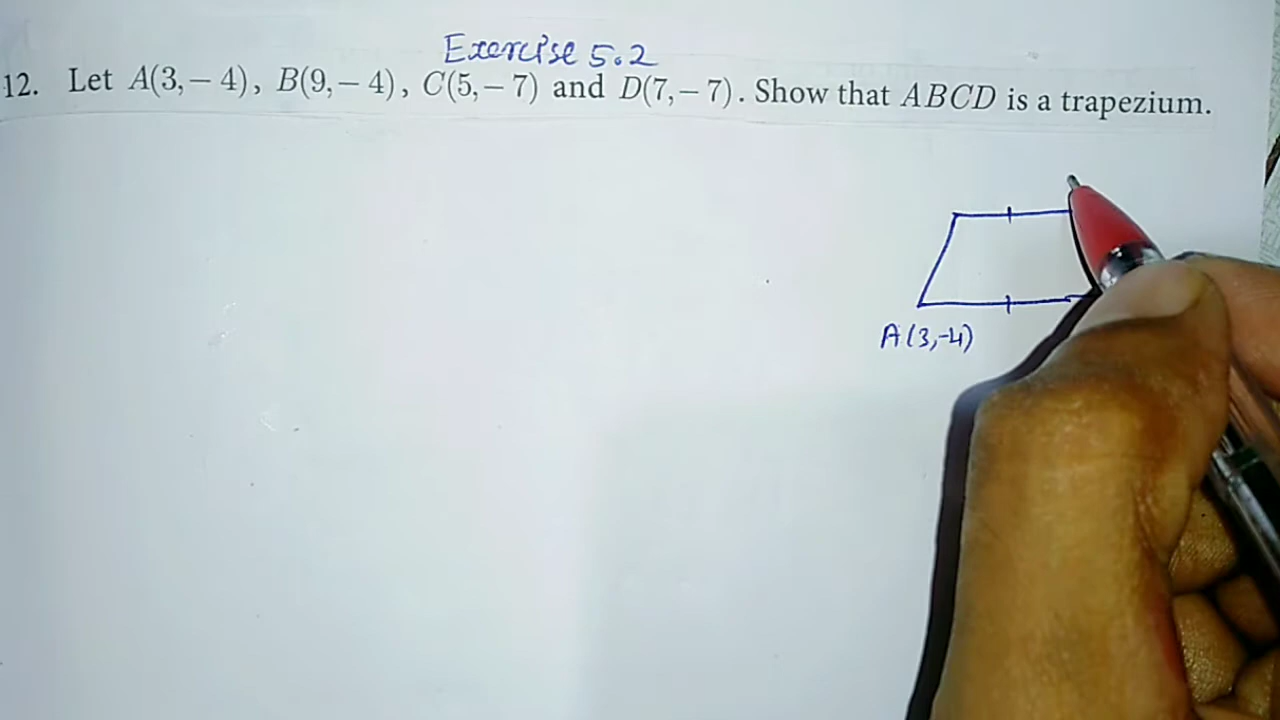 Exercise 5.2
12. Let A(3,– 4), B(9,– 4), C(5,– 7) and D(7,– 7). Show that ABCD is a trapezium.
A(3,-4)